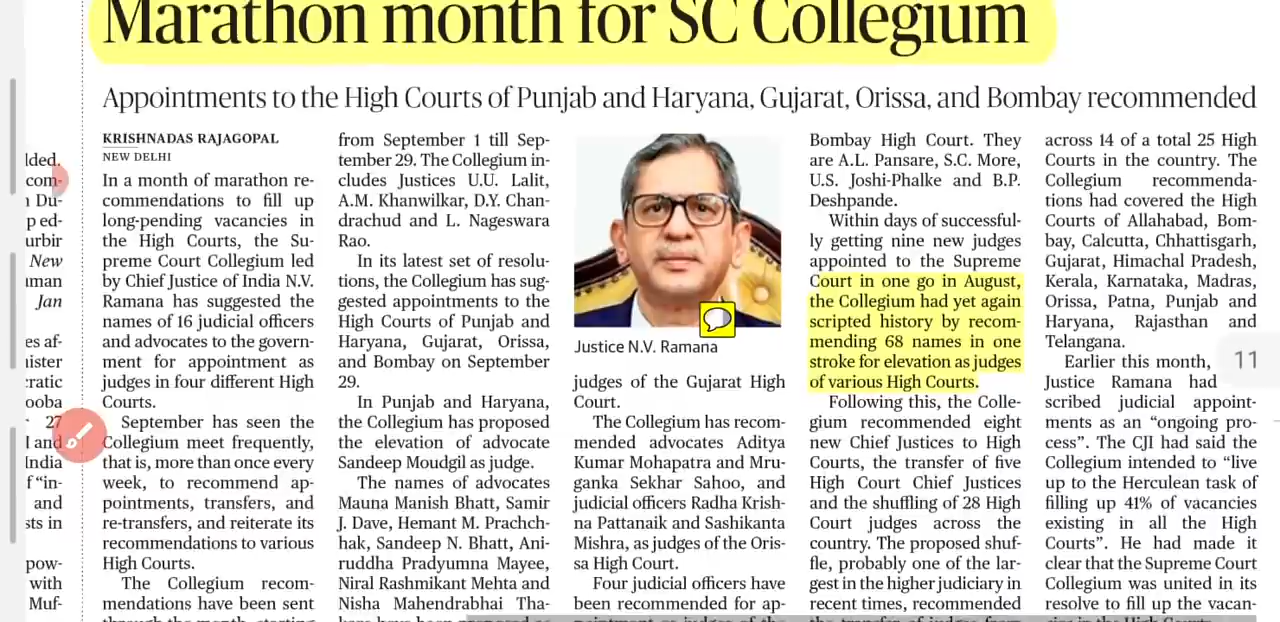 Marathon month for SC Collegium
Appointments to the High Courts of Punjab and Haryana, Gujarat, Orissa, and Bombay recommended
KRISHNADAS RAJAGOPAL
NEW DELHI
In a month of marathon re-
commendations to fill up
long-pending vacancies in
the High Courts, the Su-
preme Court Collegium led
by Chief Justice of India N.V.
Ramana has suggested the
names of 16 judicial officers
and advocates to the govern-
ment for appointment as
judges in four different High
Courts.
September has seen the
Collegium meet frequently,
that is, more than once every
week, to recommend ap-
pointments, transfers, and
re-transfers, and reiterate its
recommendations to various
High Courts.
The Collegium recom-
mendations have been sent
through the month, starting
from September 1 till Sep-
tember 29. The Collegium in-
cludes Justices U.U. Lalit,
A.M. Khanwilkar, D.Y. Chan-
drachud and L. Nageswara
Rao.
In its latest set of resolu-
tions, the Collegium has sug-
gested appointments to the
High Courts of Punjab and
Haryana, Gujarat, Orissa,
and Bombay on September
29.
In Punjab and Haryana,
the Collegium has proposed
the elevation of advocate
Sandeep Moudgil as judge.
The names of advocates
Mauna Manish Bhatt, Samir
J. Dave, Hemant M. Prachch-
hak, Sandeep N. Bhatt, Ani-
ruddha Pradyumna Mayee,
Niral Rashmikant Mehta and
Nisha Mahendrabhai Tha-
Justice N.V. Ramana
judges of the Gujarat High
Court.
The Collegium has recom-
mended advocates Aditya
Kumar Mohapatra and Mru-
ganka Sekhar Sahoo, and
judicial officers Radha Krish-
na Pattanaik and Sashikanta
Mishra, as judges of the Oris-
sa High Court.
Four judicial officers have
been recommended for ap-
Bombay High Court. They
are A.L. Pansare, S.C. More,
U.S. Joshi-Phalke and B.P.
Deshpande.
Within days of successful-
ly getting nine new judges
appointed to the Supreme
Court in one go in August,
the Collegium had yet again
scripted history by recom-
mending 68 names in one
stroke for elevation as judges
of various High Courts.
Following this, the Colle-
gium recommended eight
new Chief Justices to High
Courts, the transfer of five
High Court Chief Justices
and the shuffling of 28 High
Court judges across the
country. The proposed shuf-
fle, probably one of the lar-
gest in the higher judiciary in
recent times, recommended
across 14 of a total 25 High
Courts in the country. The
Collegium recommenda-
tions had covered the High
Courts of Allahabad, Bom-
bay, Calcutta, Chhattisgarh,
Gujarat, Himachal Pradesh,
Kerala, Karnataka, Madras,
Orissa, Patna, Punjab and
Haryana, Rajasthan and
Telangana.
Earlier this month,
Justice Ramana had
scribed judicial appoint-
ments as an “ongoing pro-
cess”. The CJI had said the
Collegium intended to “live
up to the Herculean task of
filling up 41% of vacancies
existing in all the High
Courts”. He had made it
clear that the Supreme Court
Collegium was united in its
resolve to fill up the vacan-
11